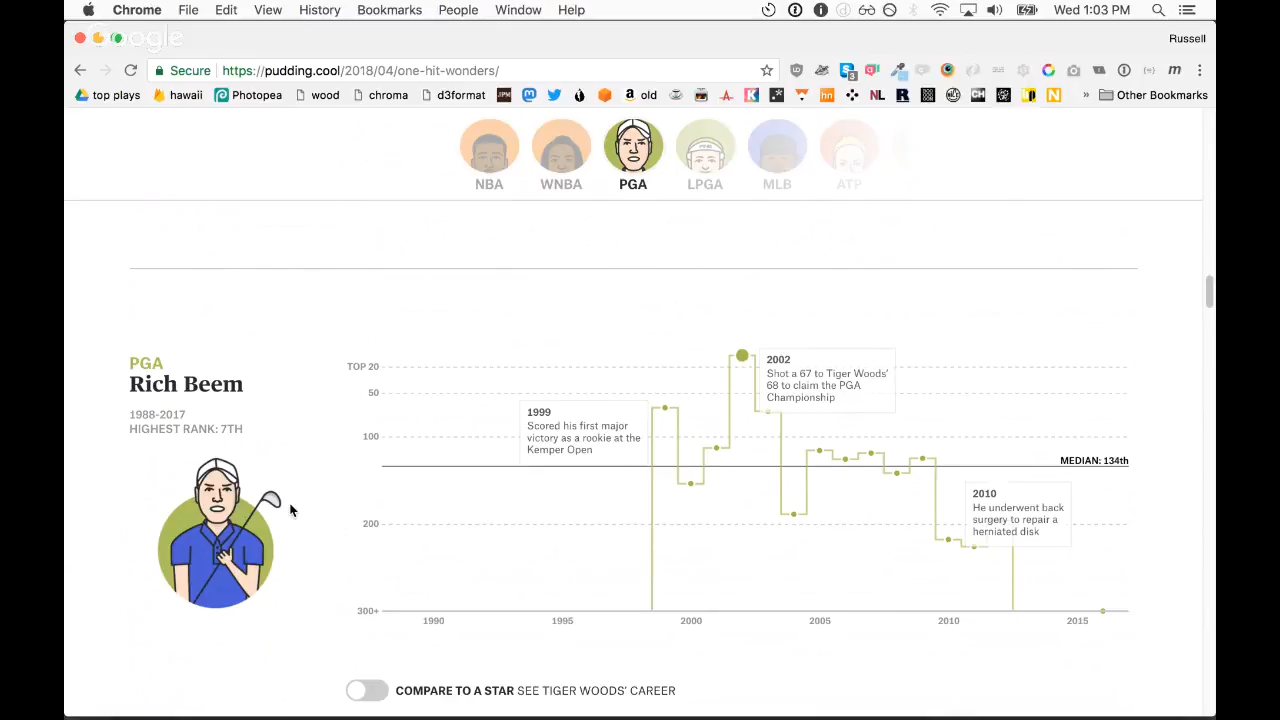 Chrome File Edit View History Bookmarks People Window Help Wed 1:03 PM
Google
Russell
Secure https://pudding.cool/2018/04/one-hit-wonders/
top plays hawaii Photopea wood chroma d3format old Other Bookmarks
NBA WNBA PGA LPGA MLB ATP
PGA
Rich Beem
1988-2017
HIGHEST RANK: 7TH
TOP 20
50
100
200
300+
1999
Scored his first major
victory as a rookie at the
Kemper Open
2002
Shot a 67 to Tiger Woods'
68 to claim the PGA
Championship
MEDIAN: 134th
2010
He underwent back
surgery to repair a
herniated disk
1990 1995 2000 2005 2010 2015
COMPARE TO A STAR SEE TIGER WOODS' CAREER